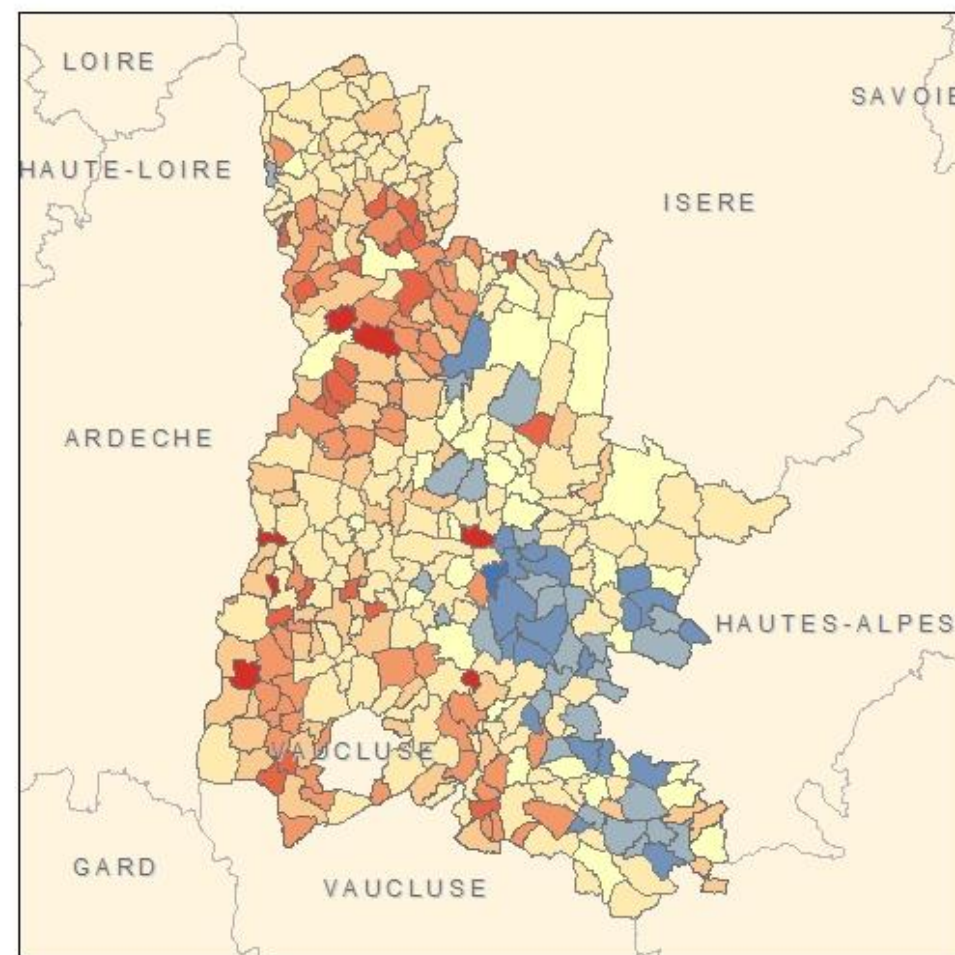 LOIRE
SAVOIE
HAUTE-LOIRE
ISERE
ARDECHE
HAUTES-ALPES
VAUCLUSE
GARD
VAUCLUSE